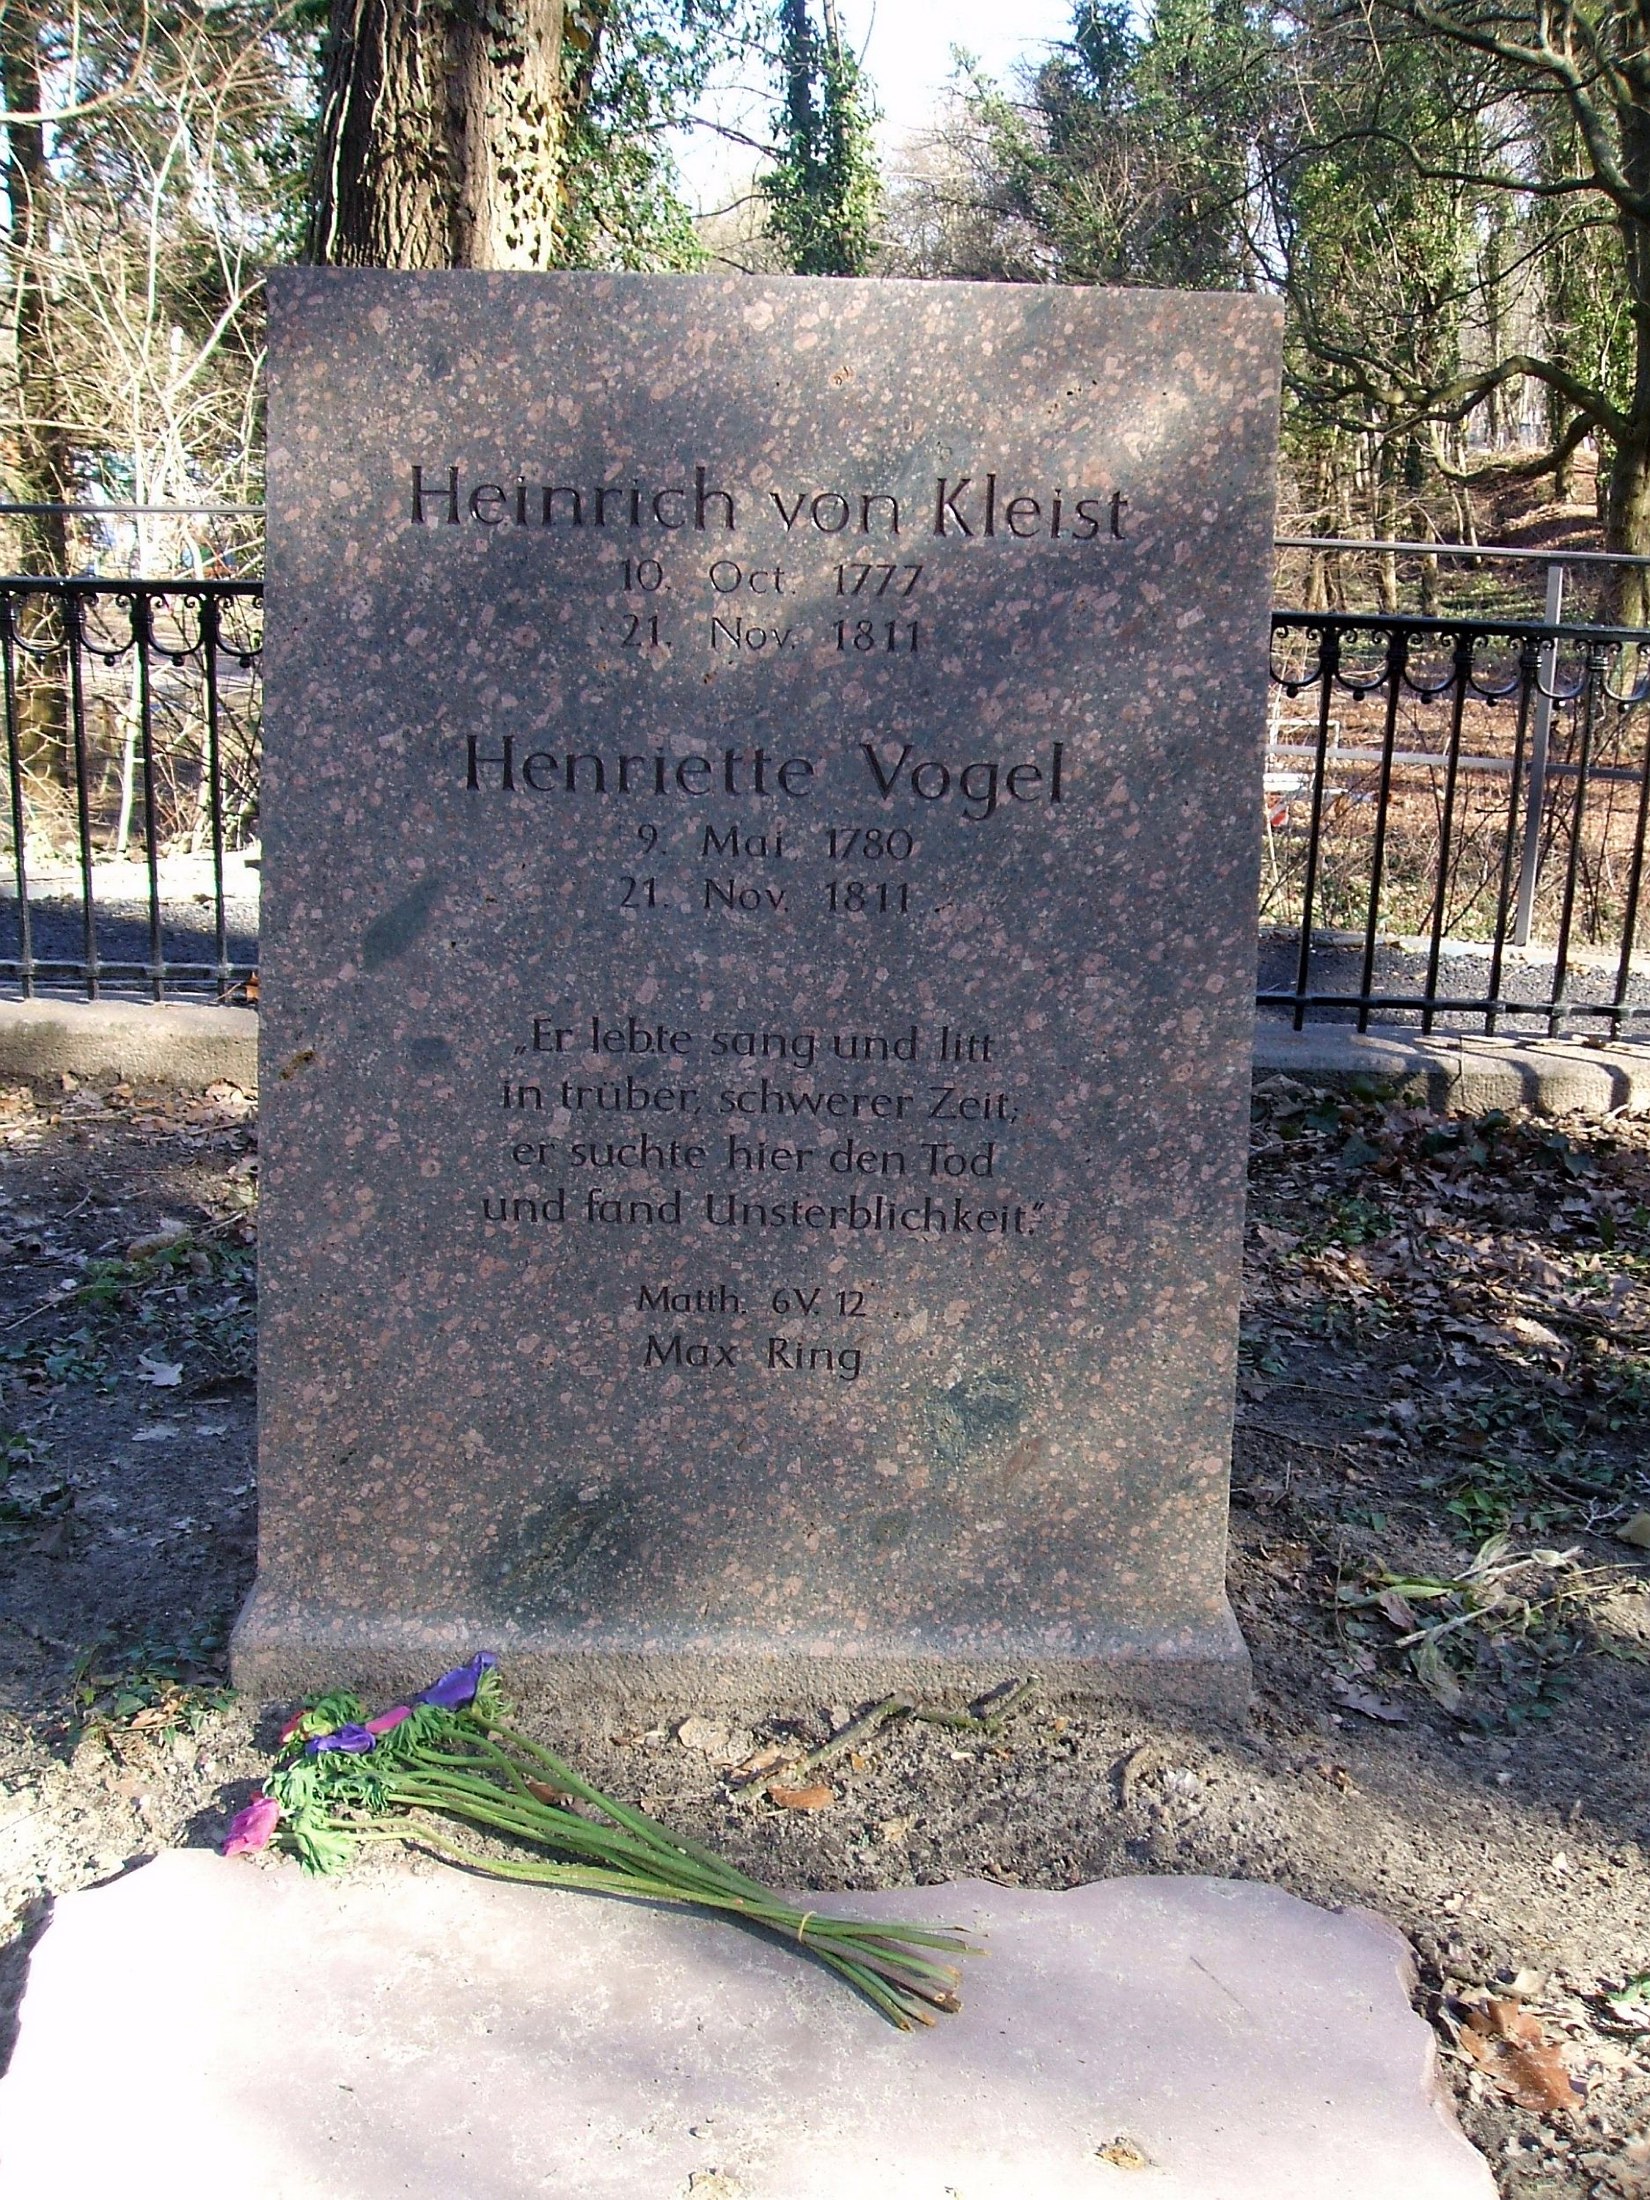 Heinrich von Kleist
10. Oct. 1777
21. Nov. 1811
Henriette Vogel
9. Mai 1780
21. Nov. 1811
„Er lebte sang und litt
in trüber, schwerer Zeit;
er suchte hier den Tod
und fand Unsterblichkeit.“
Matth. 6V. 12
Max Ring